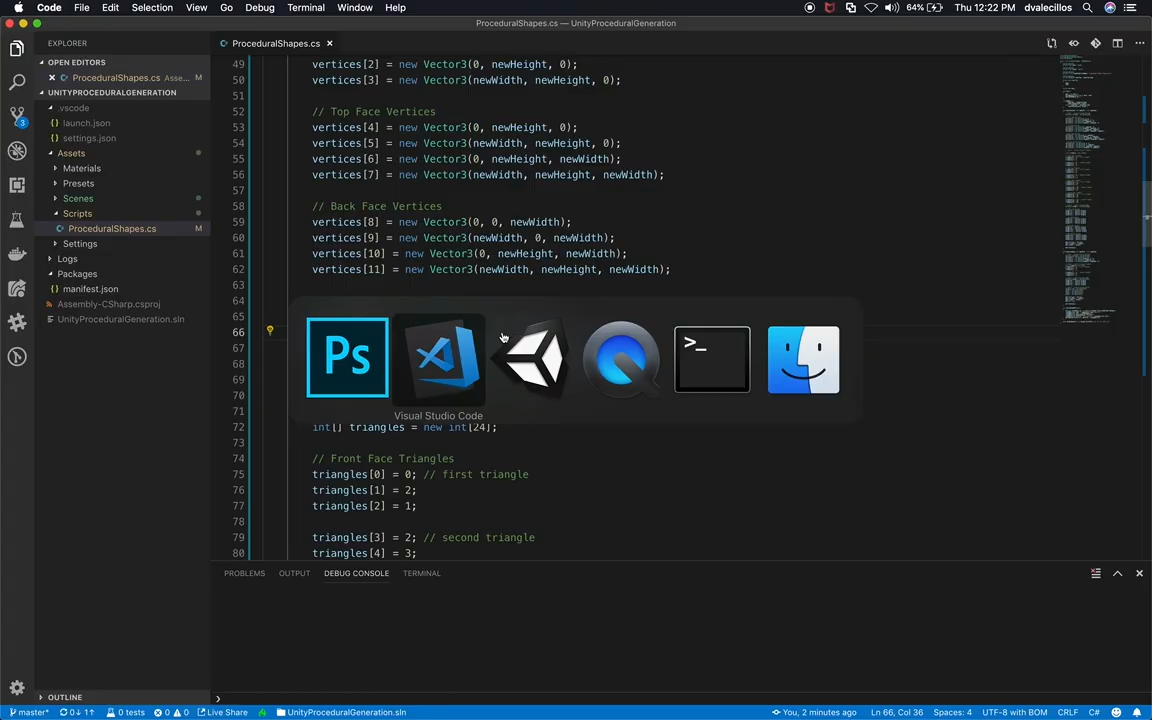 Code File Edit Selection View Go Debug Terminal Window Help 64% Thu 12:22 PM dvalecillos
ProceduralShapes.cs — UnityProceduralGeneration
EXPLORER
OPEN EDITORS
ProceduralShapes.cs Asse... M
UNITYPROCEDURALGENERATION
.vscode
launch.json
settings.json
Assets
Materials
Presets
Scenes
Scripts
ProceduralShapes.cs M
Settings
Logs
Packages
manifest.json
Assembly-CSharp.csproj
UnityProceduralGeneration.sln
OUTLINE
3
ProceduralShapes.cs
49 vertices[2] = new Vector3(0, newHeight, 0);
50 vertices[3] = new Vector3(newWidth, newHeight, 0);
51
52 // Top Face Vertices
53 vertices[4] = new Vector3(0, newHeight, 0);
54 vertices[5] = new Vector3(newWidth, newHeight, 0);
55 vertices[6] = new Vector3(0, newHeight, newWidth);
56 vertices[7] = new Vector3(newWidth, newHeight, newWidth);
57
58 // Back Face Vertices
59 vertices[8] = new Vector3(0, 0, newWidth);
60 vertices[9] = new Vector3(newWidth, 0, newWidth);
61 vertices[10] = new Vector3(0, newHeight, newWidth);
62 vertices[11] = new Vector3(newWidth, newHeight, newWidth);
63
64
65
66
67
68
69
70
71
72 int[] triangles = new int[24];
73
74 // Front Face Triangles
75 triangles[0] = 0; // first triangle
76 triangles[1] = 2;
77 triangles[2] = 1;
78
79 triangles[3] = 2; // second triangle
80 triangles[4] = 3;
Ps
>_
Visual Studio Code
PROBLEMS OUTPUT DEBUG CONSOLE TERMINAL
master* 0↓ 1↑ 0 tests 0 0 Live Share UnityProceduralGeneration.sln You, 2 minutes ago Ln 66, Col 36 Spaces: 4 UTF-8 with BOM CRLF C#